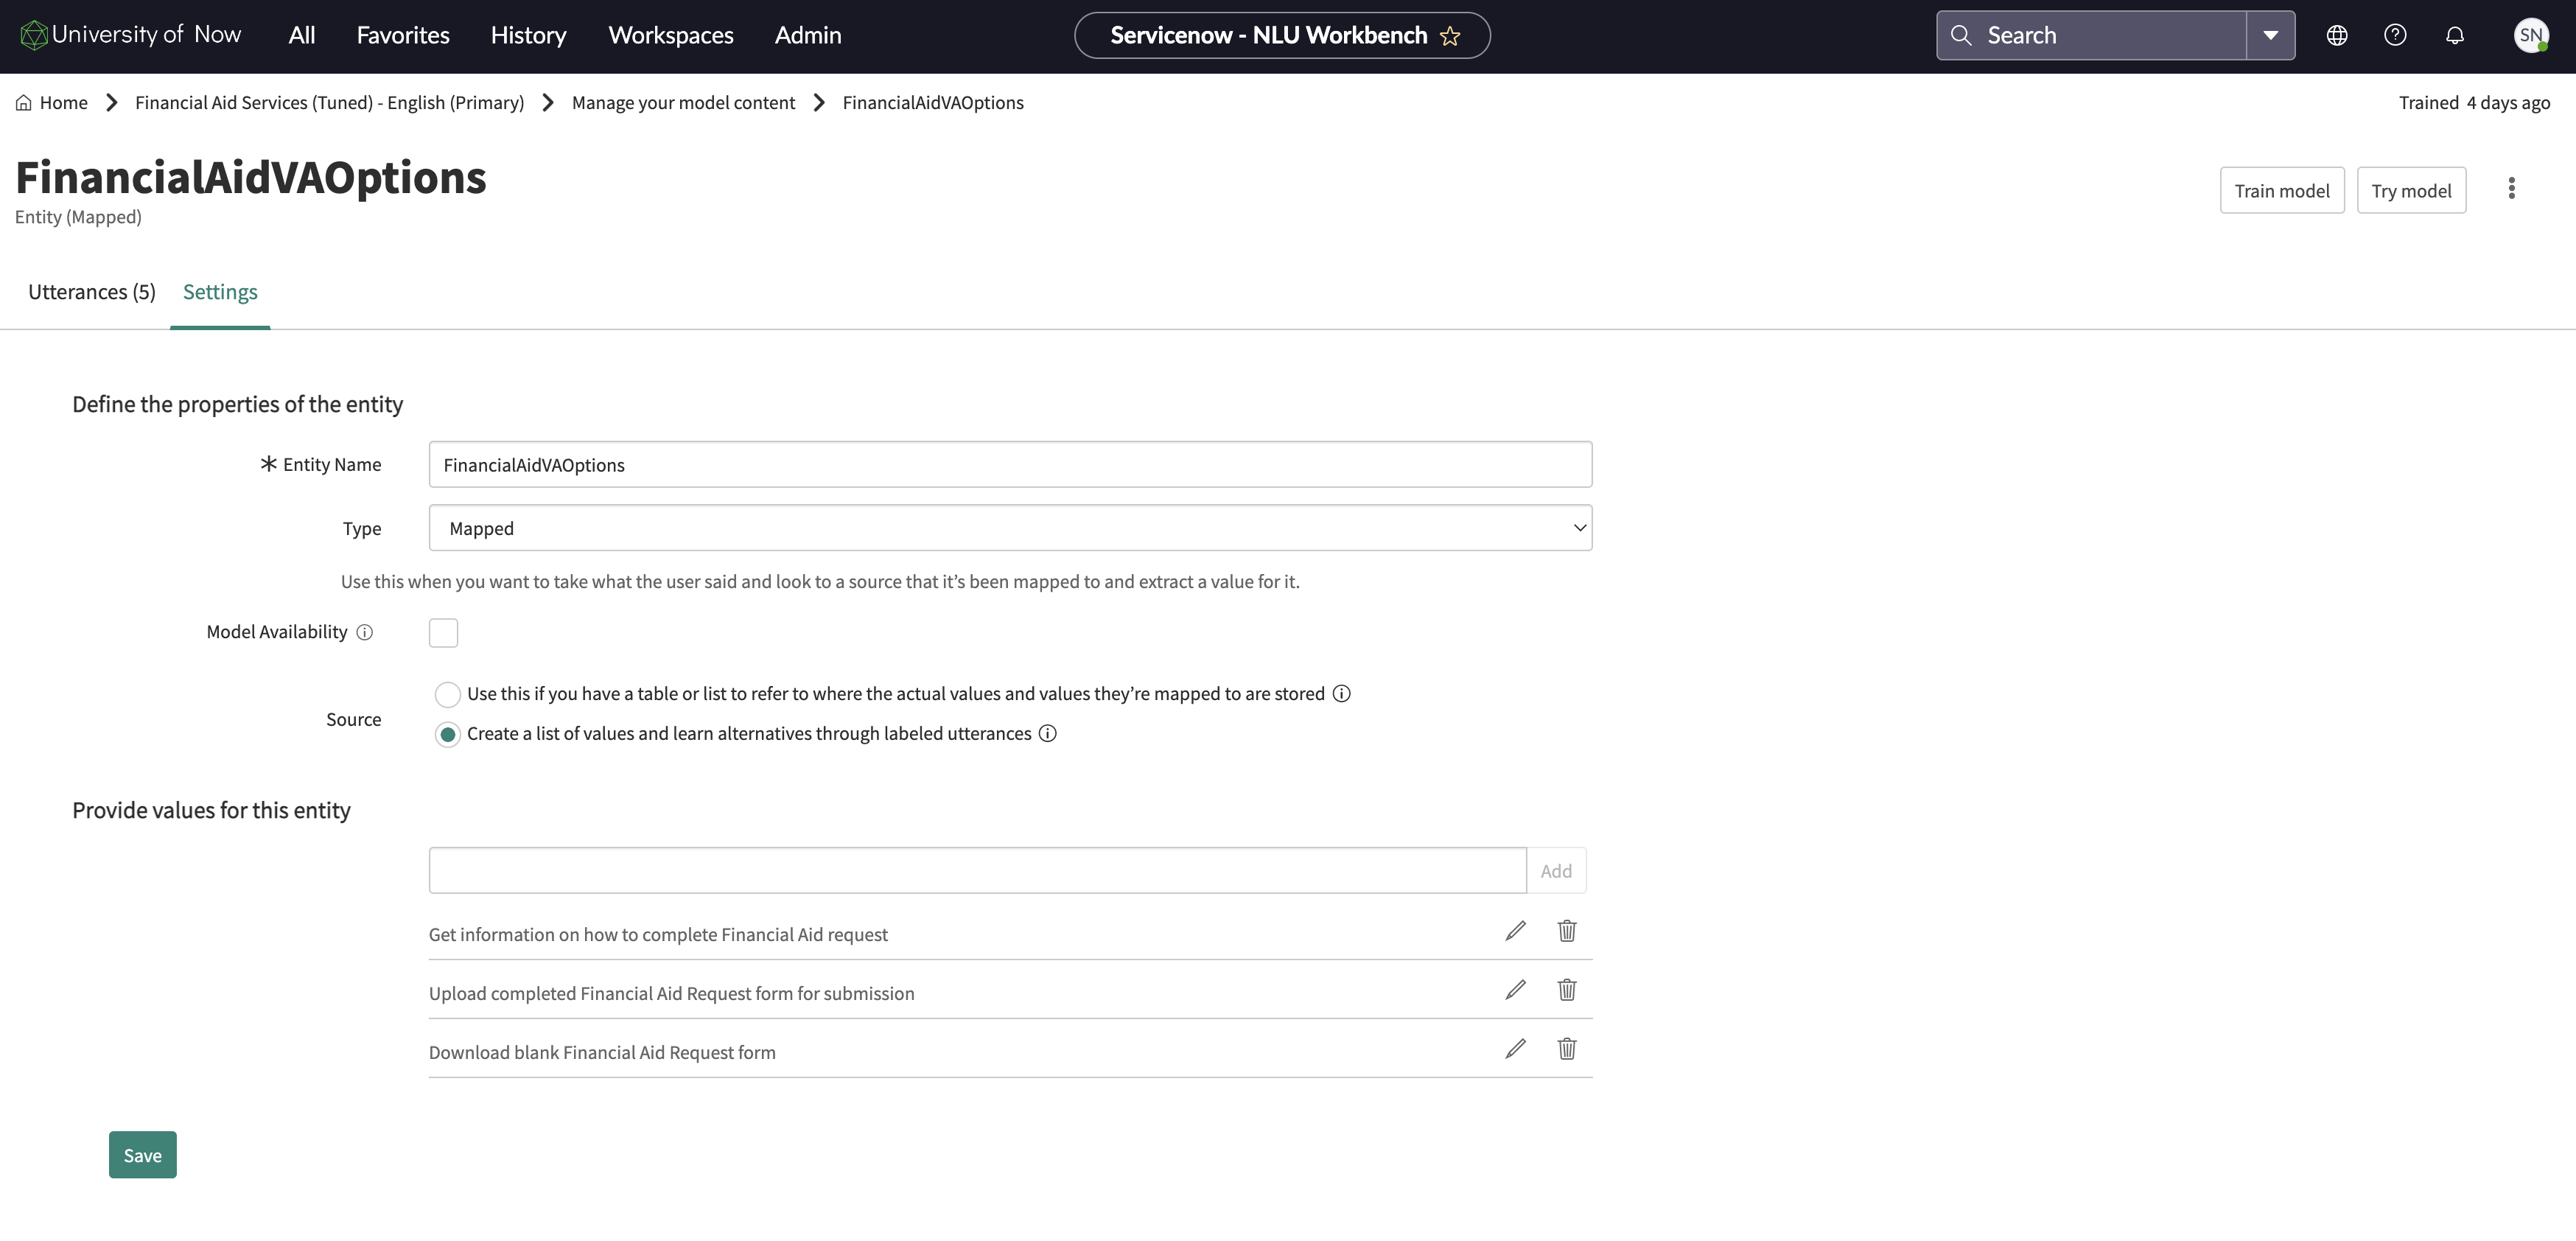 University of Now All Favorites History Workspaces Admin Servicenow - NLU Workbench Search SN
Home Financial Aid Services (Tuned) - English (Primary) Manage your model content FinancialAidVAOptions Trained 4 days ago
FinancialAidVAOptions
Entity (Mapped)
Train model Try model
Utterances (5) Settings
Define the properties of the entity
Entity Name FinancialAidVAOptions
Type Mapped
Use this when you want to take what the user said and look to a source that it’s been mapped to and extract a value for it.
Model Availability
Source
Use this if you have a table or list to refer to where the actual values and values they’re mapped to are stored
Create a list of values and learn alternatives through labeled utterances
Provide values for this entity
Add
Get information on how to complete Financial Aid request
Upload completed Financial Aid Request form for submission
Download blank Financial Aid Request form
Save